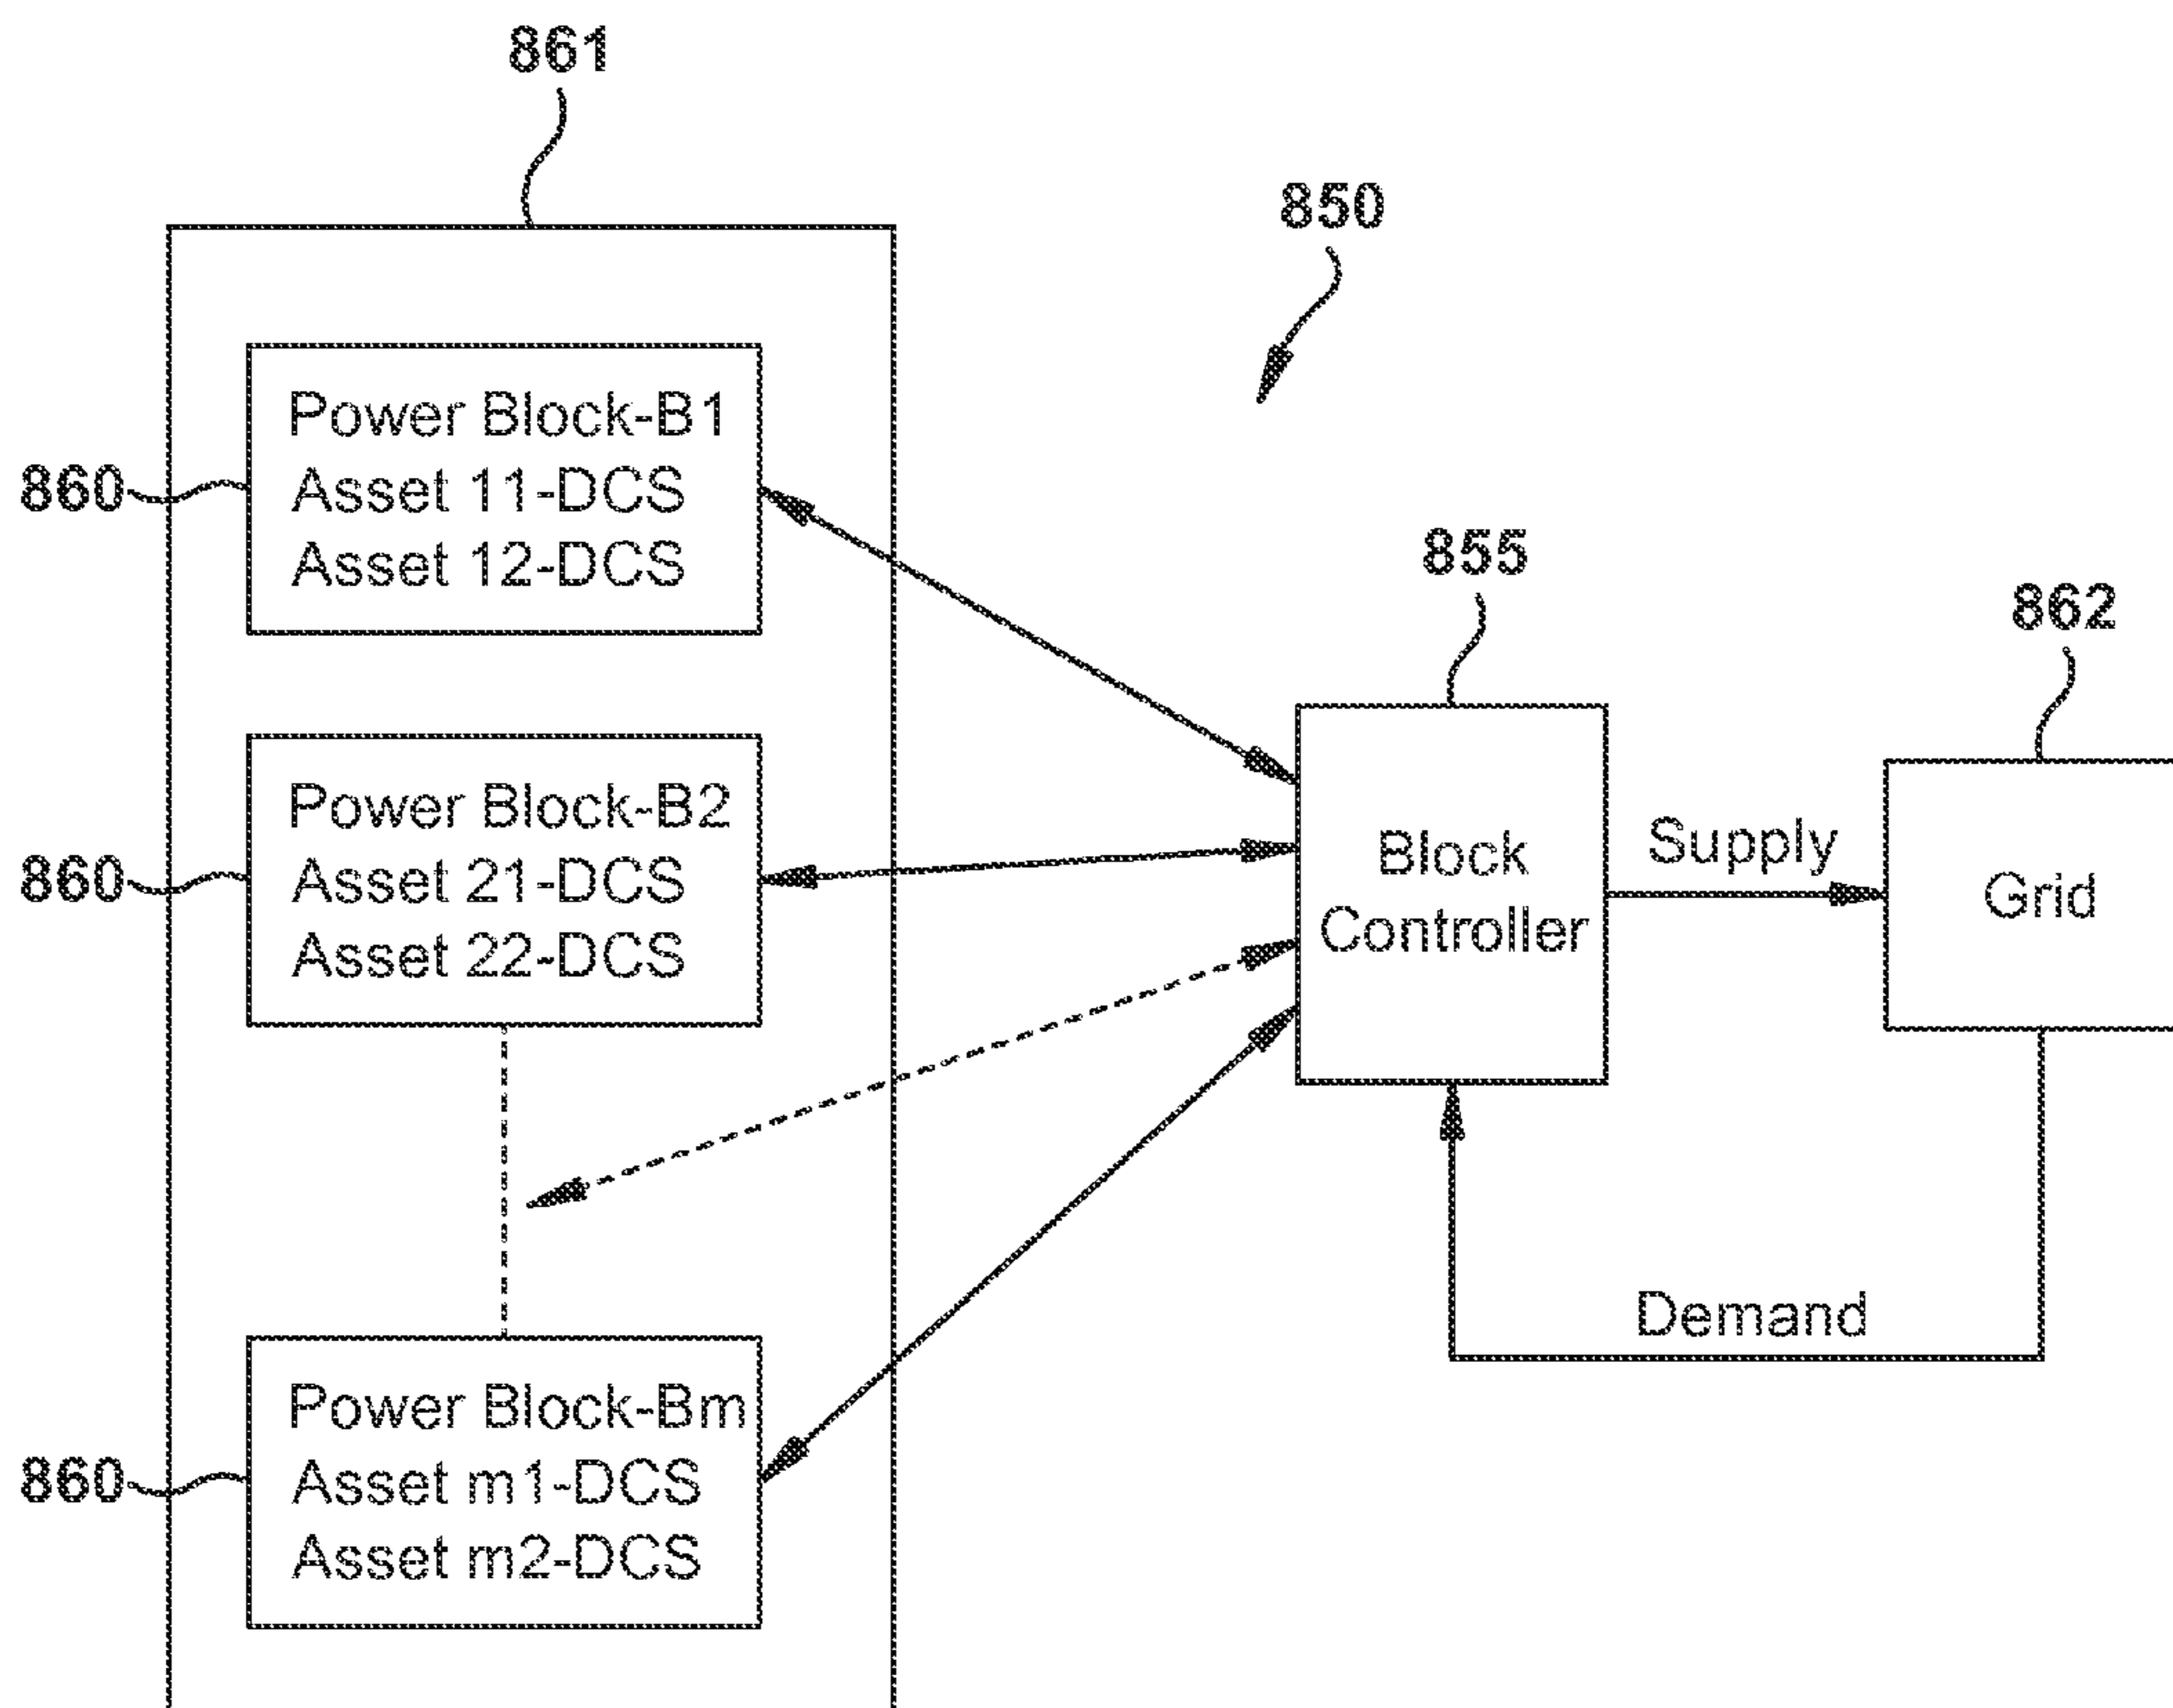 861
850
Power Block-B1
860
Asset 11-DCS
Asset 12-DCS
855
862
Power Block-B2
860
Asset 21-DCS
Asset 22-DCS
Block
Controller
Supply
Grid
Demand
Power Block-Bm
860
Asset m1-DCS
Asset m2-DCS